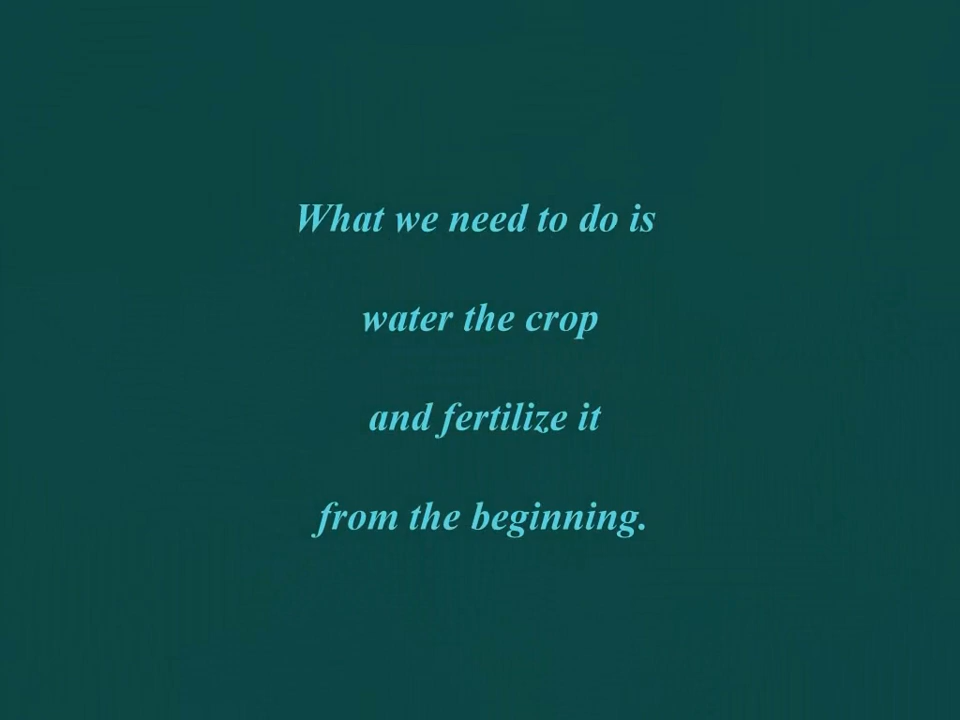 What we need to do is
water the crop
and fertilize it
from the beginning.